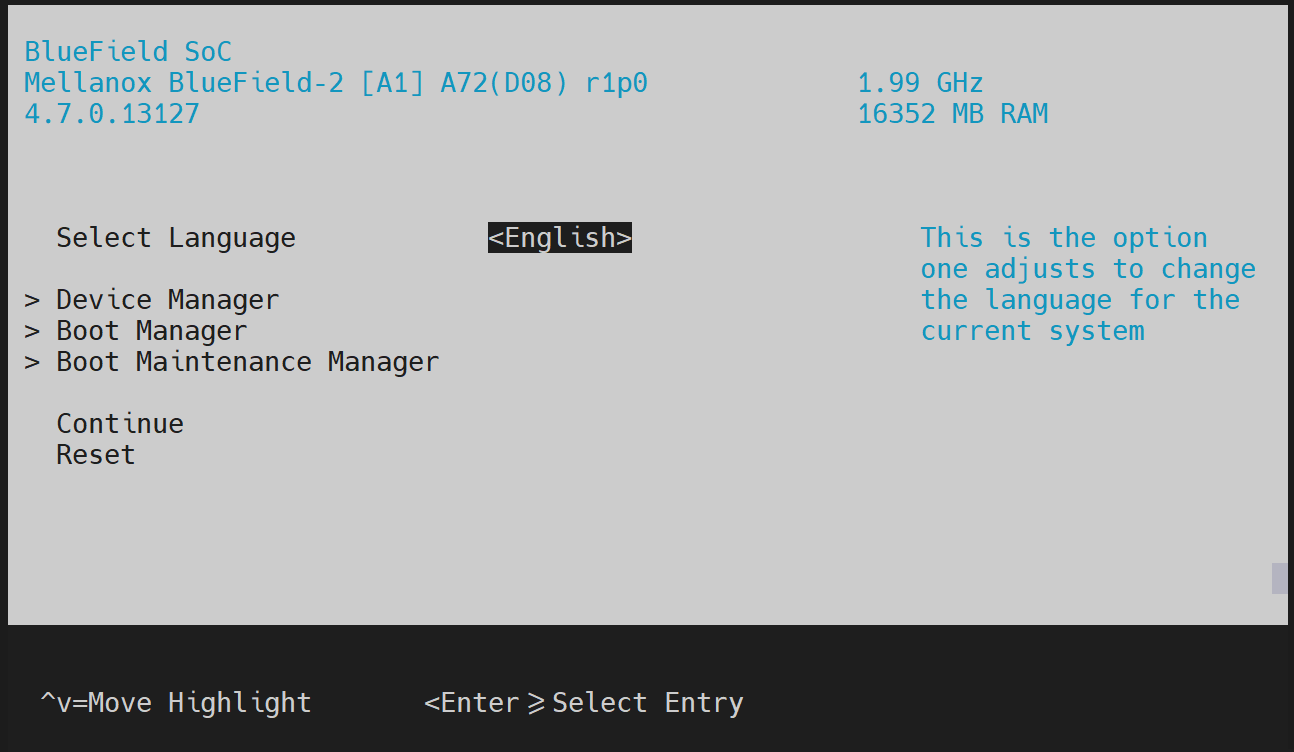 BlueField SoC
Mellanox BlueField-2 [A1] A72(D08) r1p0 1.99 GHz
4.7.0.13127 16352 MB RAM
Select Language <English> This is the option
one adjusts to change
> Device Manager the language for the
> Boot Manager current system
> Boot Maintenance Manager
Continue
Reset
^v=Move Highlight <Enter>=Select Entry